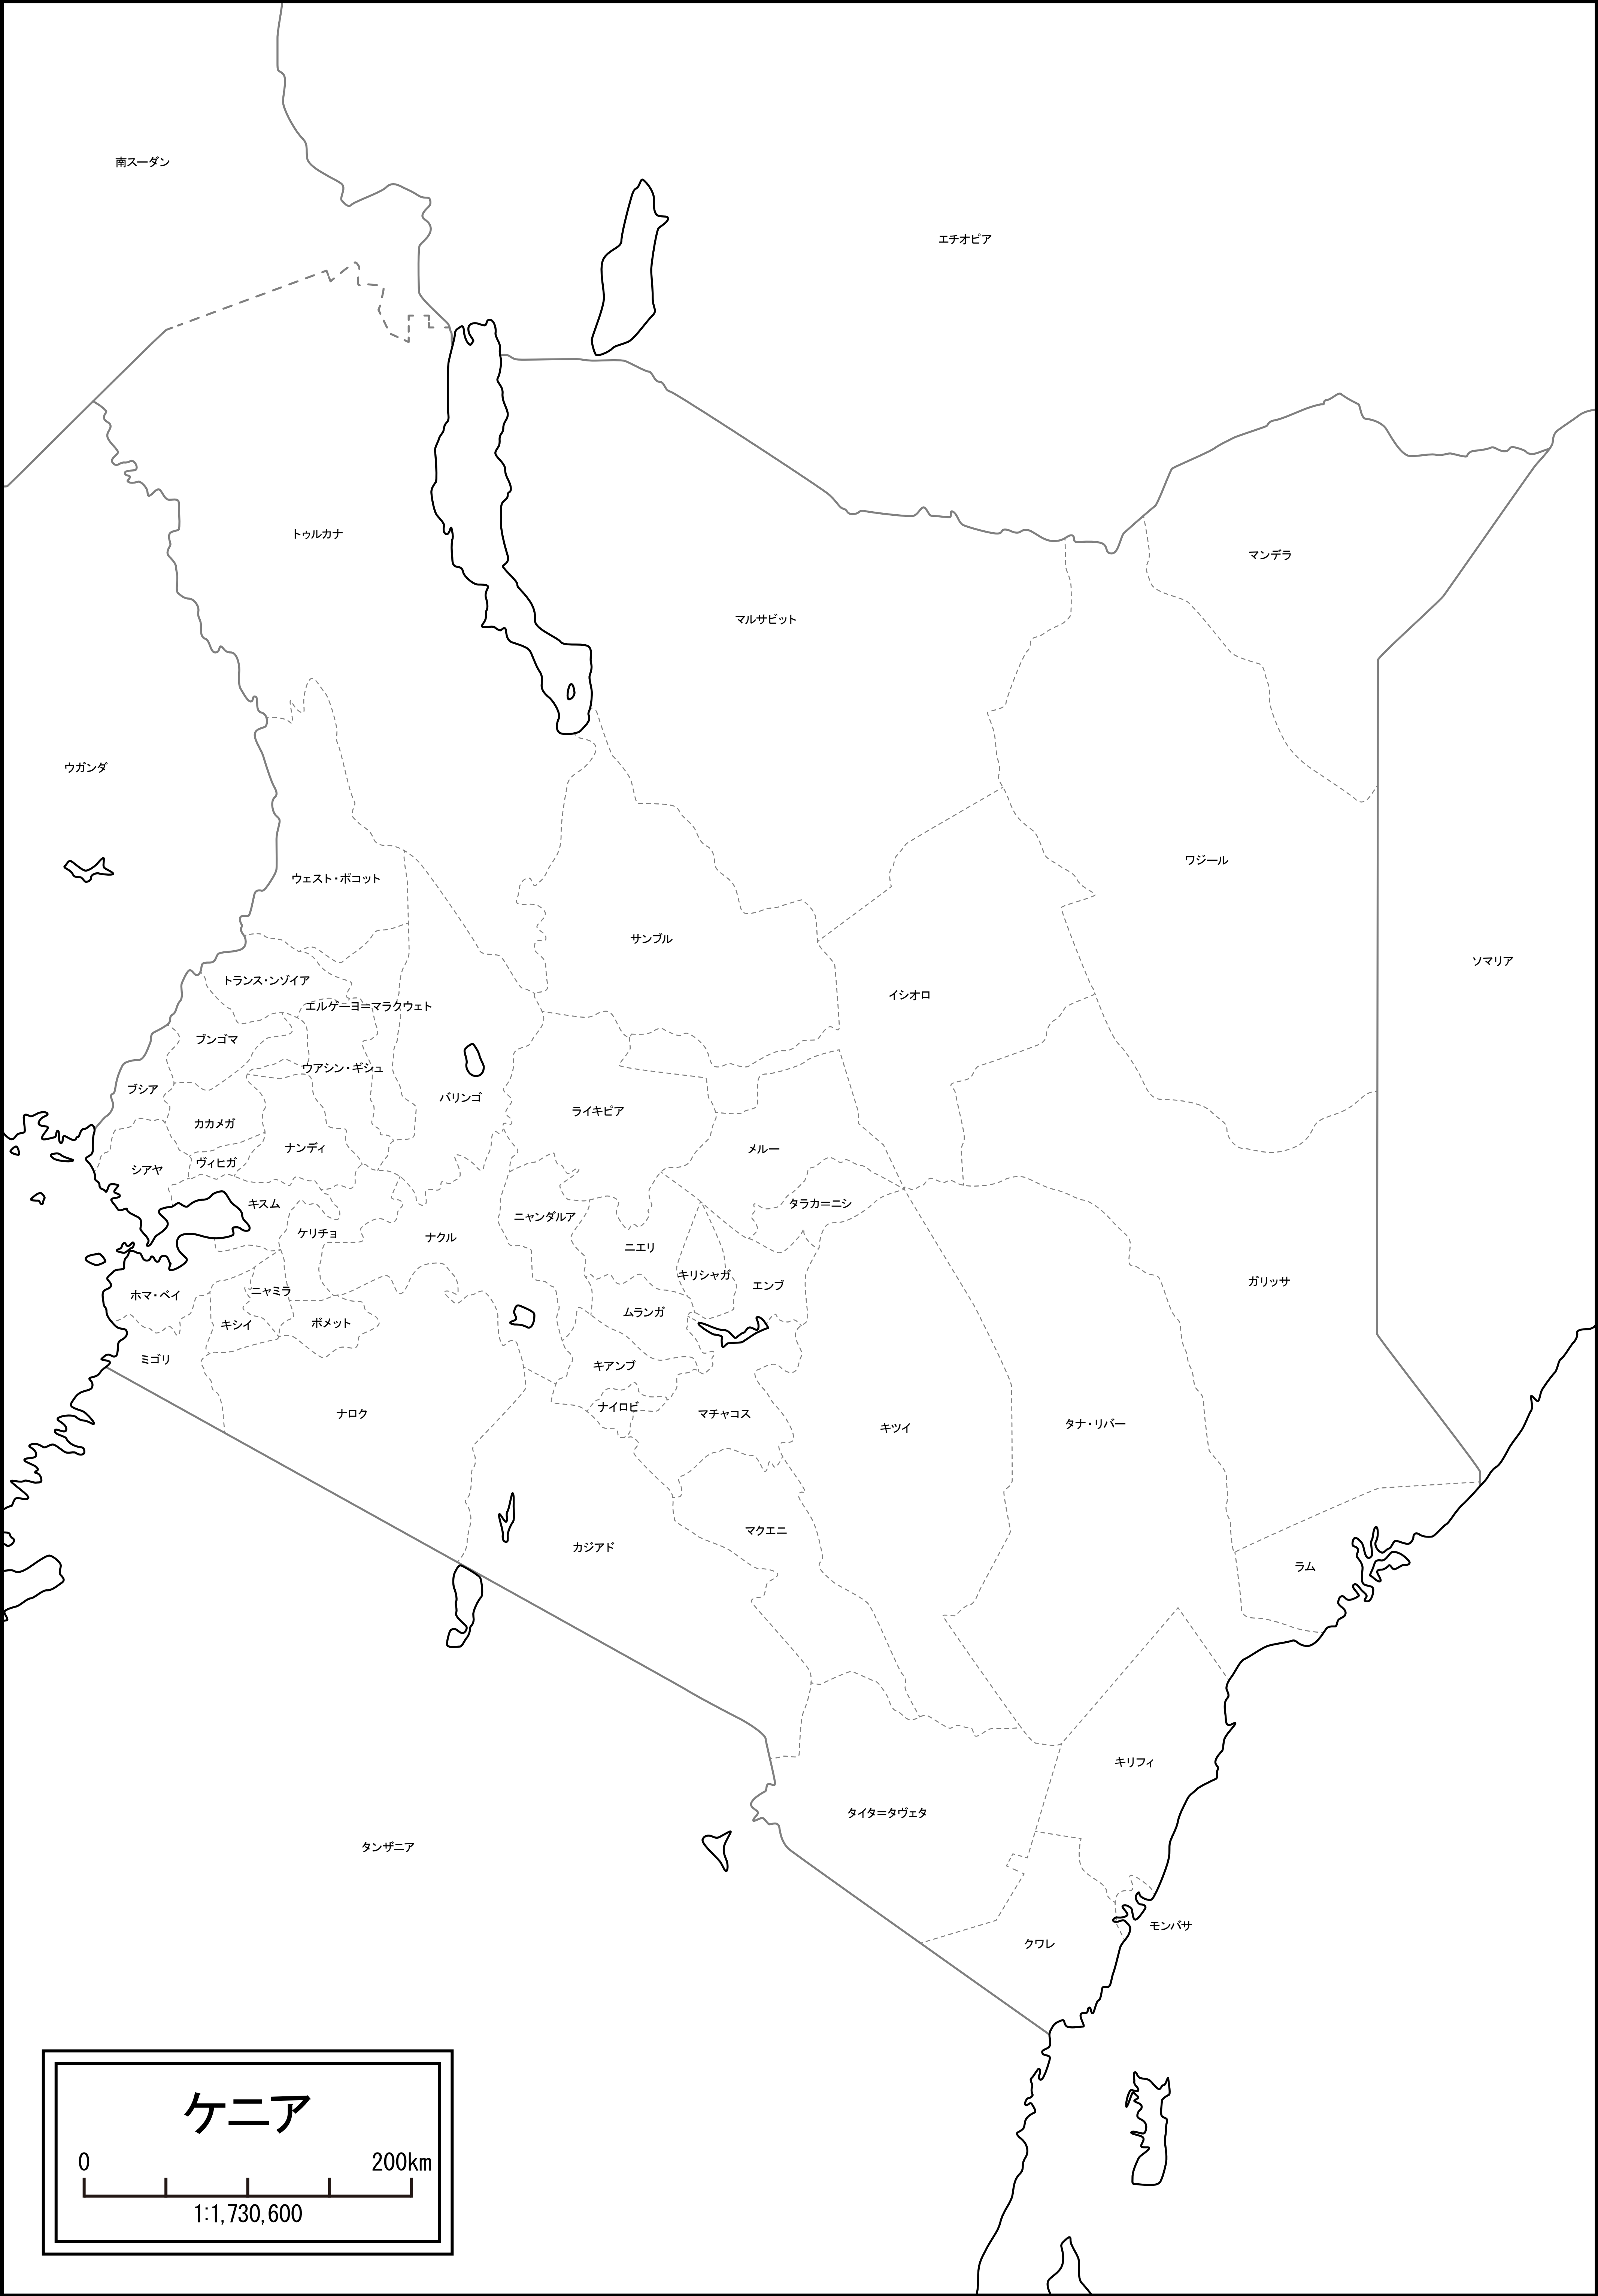 南スーダン
エチオピア
トゥルカナ
マンデラ
マルサビット
ウガンダ
ワジール
ウェスト・ポコット
サンブル
ソマリア
トランス・ンゾイア
イシオロ
エルゲーヨ＝マラクウェト
ブンゴマ
ウアシン・ギシュ
ブシア
バリンゴ
ライキピア
カカメガ
ナンディ
メルー
ヴィヒガ
シアヤ
キスム
タラカ―ニシ
ニャンダルア
ケリチョ
ナクル
ニエリ
キリシャガ
ガリッサ
エンブ
ニャミラ
ホマ・ベイ
ムランガ
ボメット
キシイ
ミゴリ
キアンブ
ナイロビ
ナロク
マチャコス
タナ・リバー
キツイ
マクエニ
カジアド
ラム
キリフィ
タイタ＝タヴェタ
タンザニア
モンバサ
クワレ
ケニア
0 200km
1:1,730,600